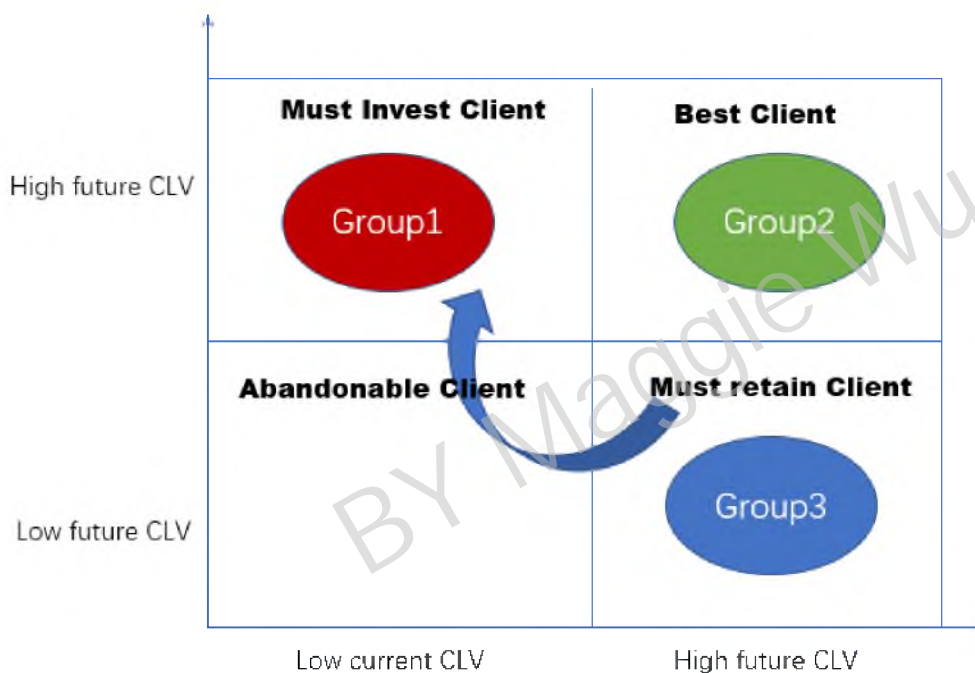 Must Invest Client
Best Client
High future CLV
Group1
Group2
Abandonable Client
Must retain Client
Group3
Low future CLV
Low current CLV
High future CLV
BY Maggie Wu